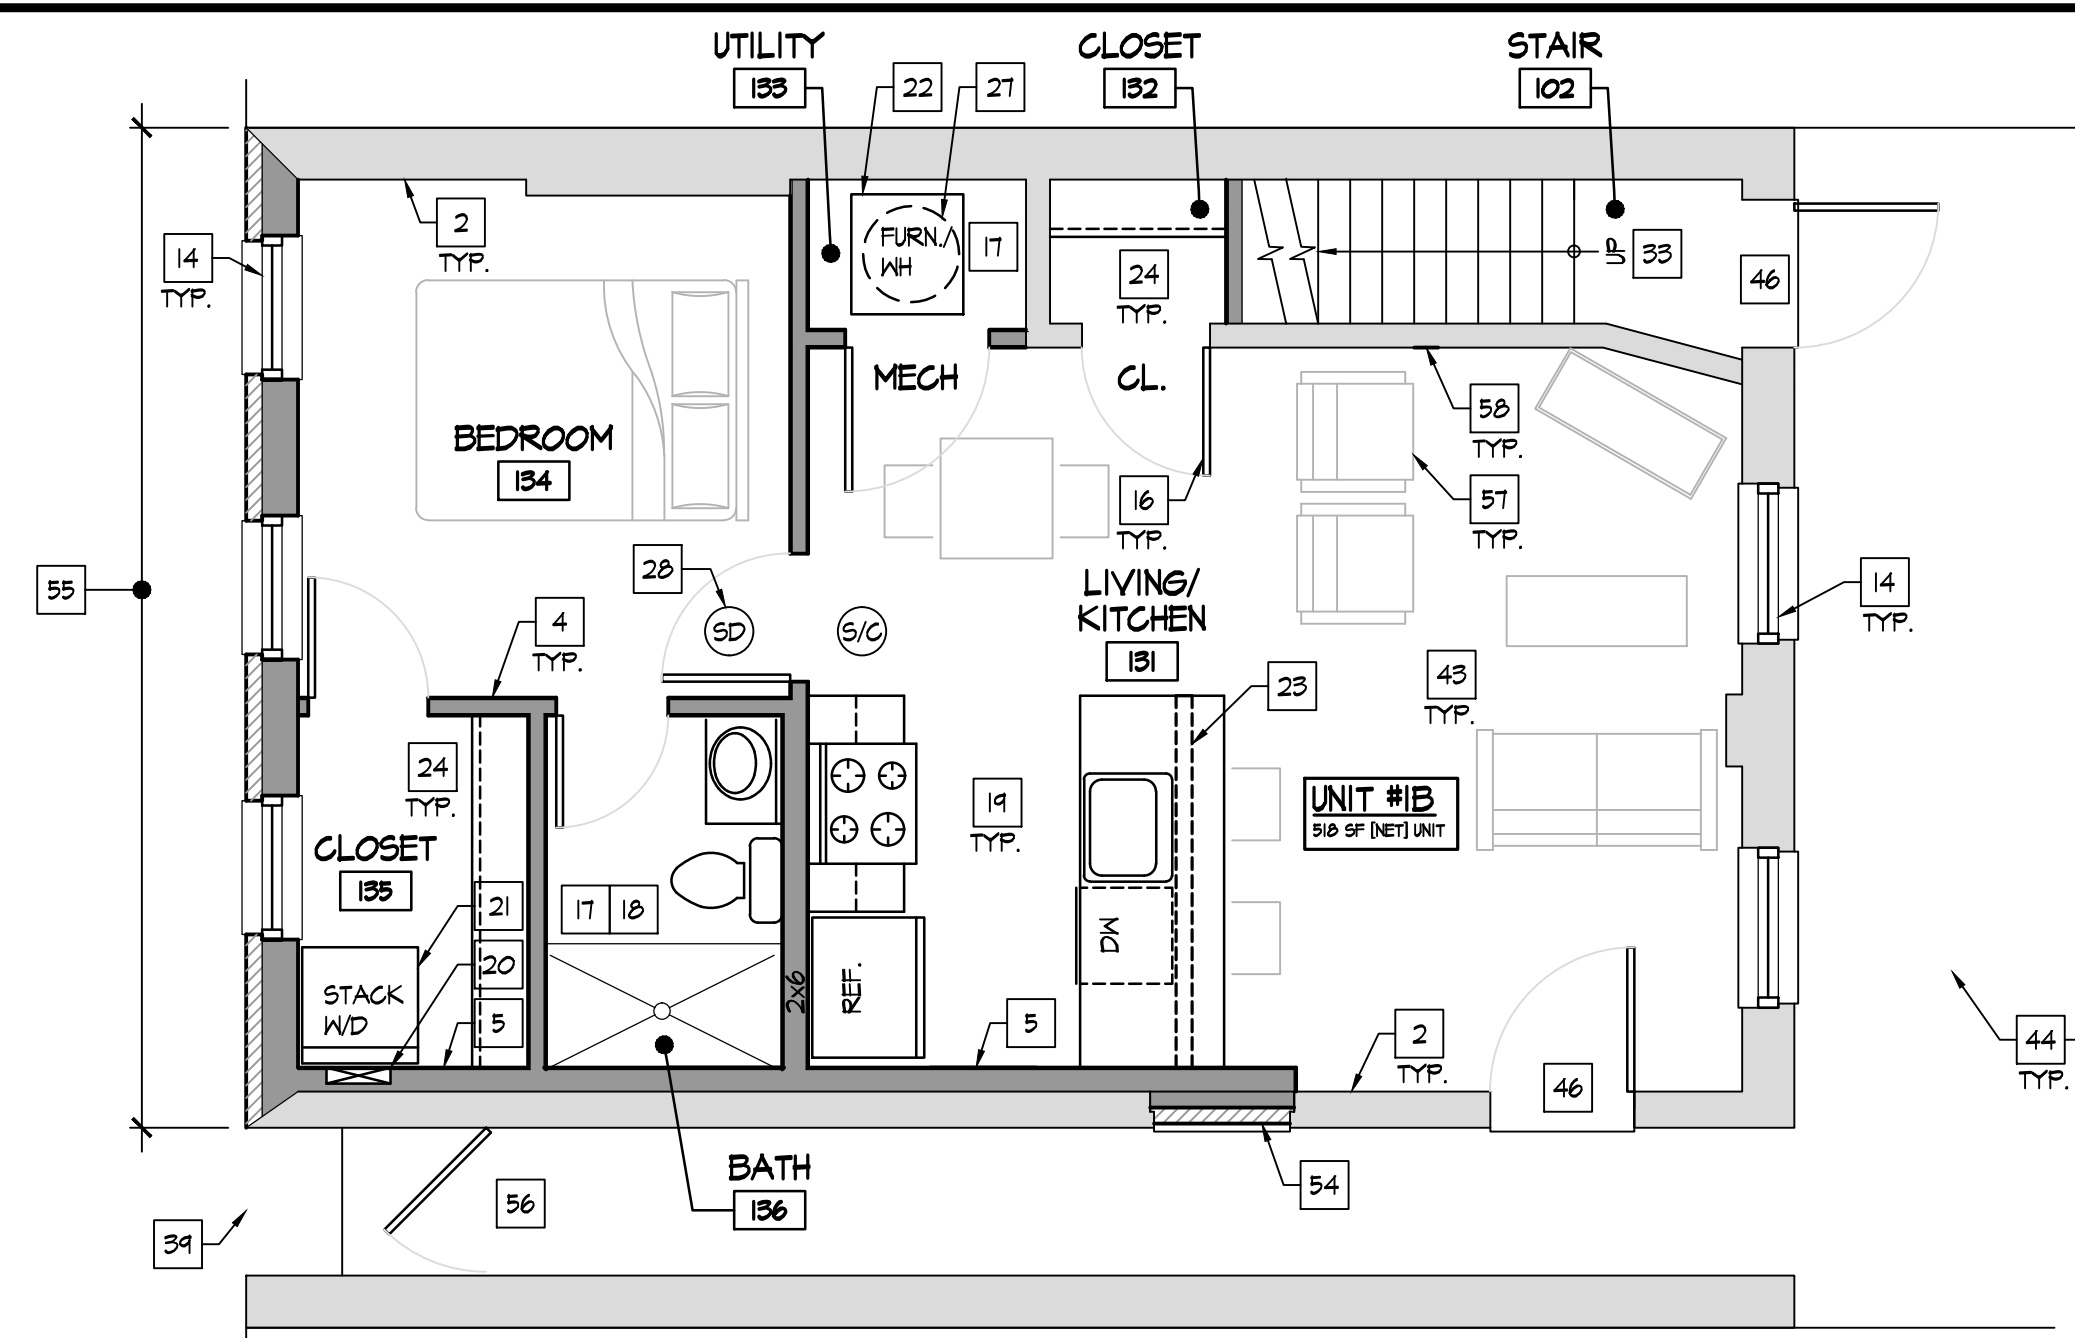 UTILITY
133
22
27
CLOSET
132
STAIR
102
14
TYP.
2
TYP.
FURN./
WH
17
24
TYP.
UP
33
46
MECH
CL.
58
TYP.
BEDROOM
134
16
TYP.
57
TYP.
55
28
SD
S/C
4
TYP.
LIVING/
KITCHEN
131
14
TYP.
23
43
TYP.
24
TYP.
19
TYP.
UNIT #1B
518 SF [NET] UNIT
CLOSET
135
21
17
18
20
5
STACK
W/D
2x6
REF.
DW
5
2
TYP.
46
44
TYP.
BATH
136
54
56
39